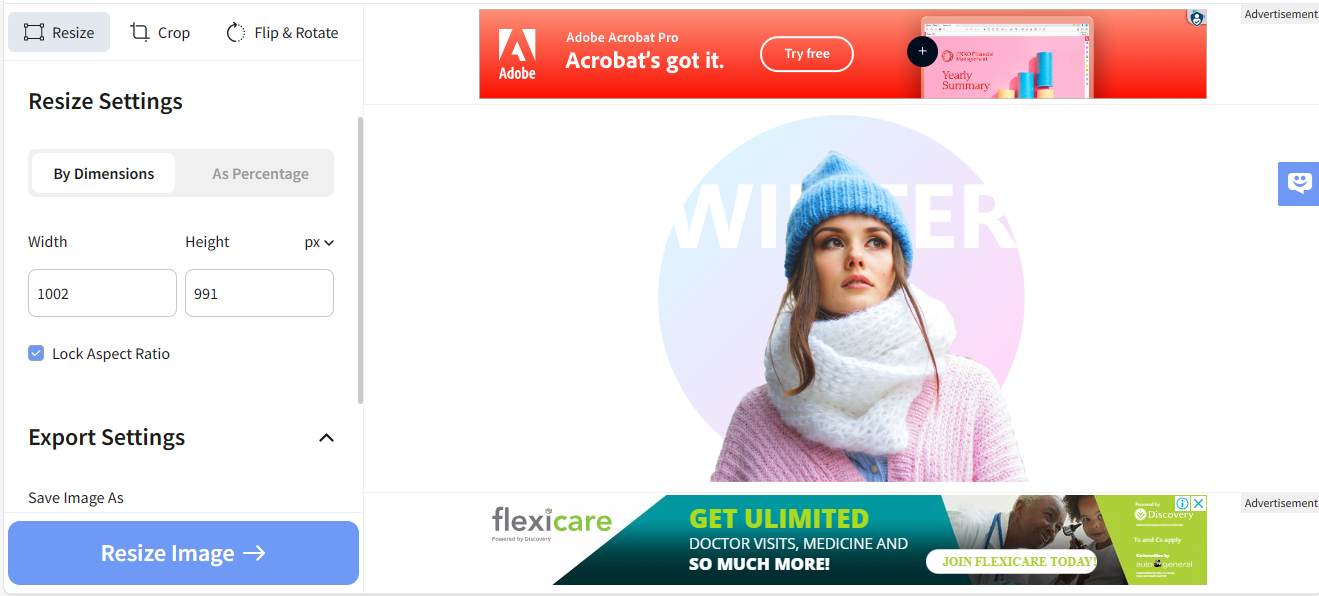 Resize
Crop
Flip & Rotate
Resize Settings
By Dimensions
As Percentage
Width
Height
px
1002
991
Lock Aspect Ratio
Export Settings
Save Image As
Resize Image →
Advertisement
Adobe
Adobe Acrobat Pro
Acrobat's got it.
Try free
Financial
Management
Yearly
Summary
WINTER
Advertisement
flexicare
Powered by Discovery
GET ULIMITED
DOCTOR VISITS, MEDICINE AND
SO MUCH MORE!
JOIN FLEXICARE TODAY!
Powered by
Discovery
Ts and Cs apply
Underwritten by
auto general